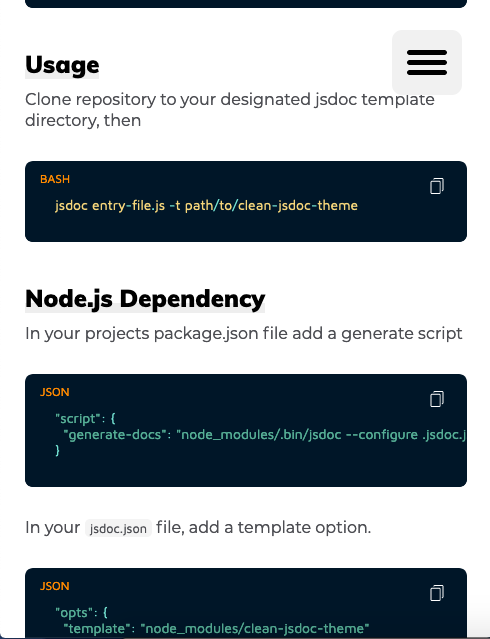 Usage
Clone repository to your designated jsdoc template
directory, then
BASH
jsdoc entry-file.js -t path/to/clean-jsdoc-theme
Node.js Dependency
In your projects package.json file add a generate script
JSON
"script": {
"generate-docs": "node_modules/.bin/jsdoc --configure .jsdoc.j
}
In your jsdoc.json file, add a template option.
JSON
"opts": {
"template": "node_modules/clean-jsdoc-theme"